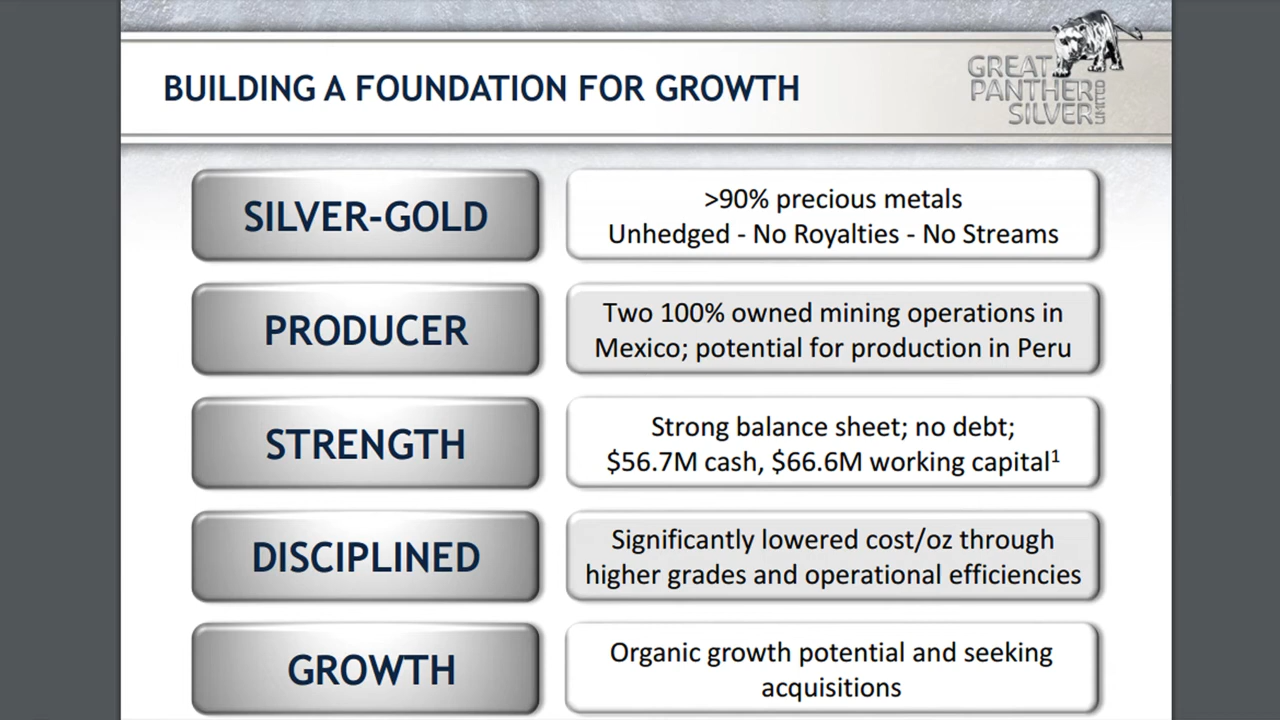 BUILDING A FOUNDATION FOR GROWTH
GREAT
PANTHER
SILVER
LIMITED
SILVER-GOLD
>90% precious metals
Unhedged - No Royalties - No Streams
PRODUCER
Two 100% owned mining operations in
Mexico; potential for production in Peru
STRENGTH
Strong balance sheet; no debt;
$56.7M cash, $66.6M working capital¹
DISCIPLINED
Significantly lowered cost/oz through
higher grades and operational efficiencies
GROWTH
Organic growth potential and seeking
acquisitions